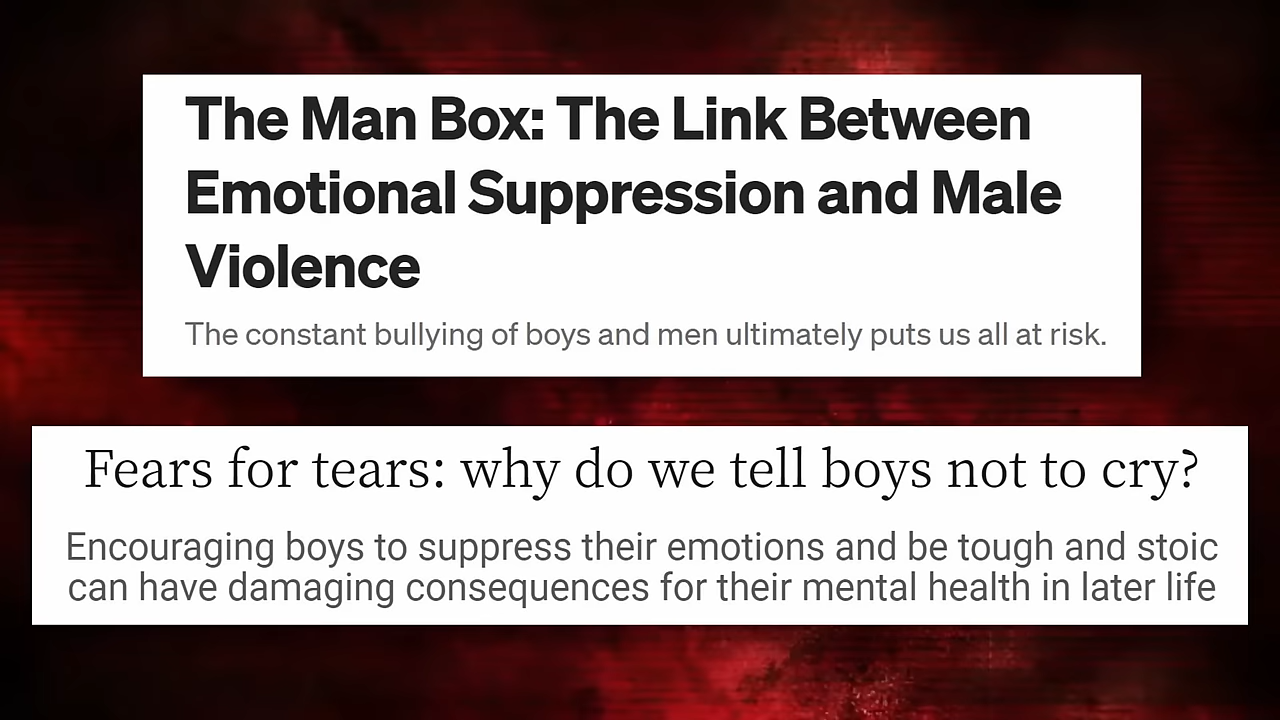 The Man Box: The Link Between
Emotional Suppression and Male
Violence
The constant bullying of boys and men ultimately puts us all at risk.
Fears for tears: why do we tell boys not to cry?
Encouraging boys to suppress their emotions and be tough and stoic
can have damaging consequences for their mental health in later life